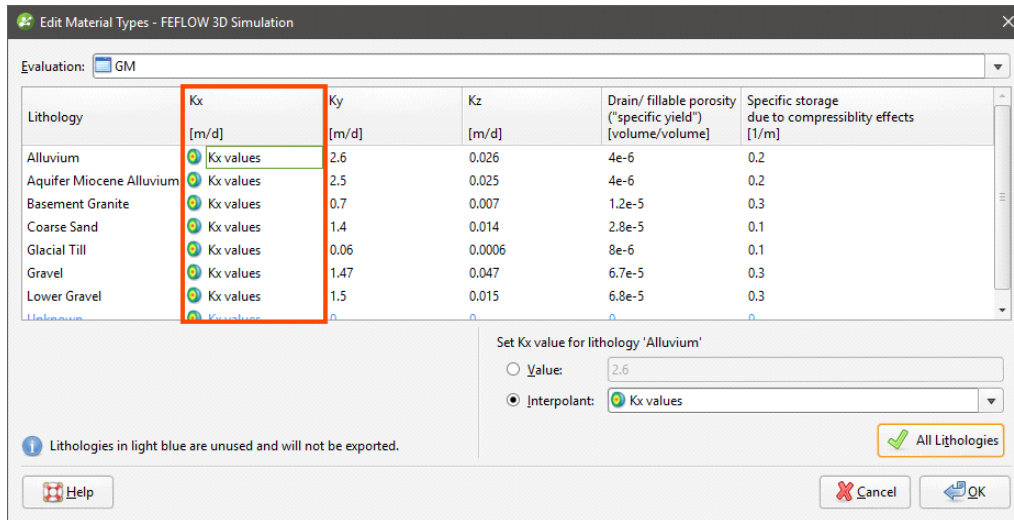 Edit Material Types - FEFLOW 3D Simulation
Evaluation: GM
Lithology Kx [m/d] Ky [m/d] Kz [m/d] Drain/ fillable porosity ("specific yield") [volume/volume] Specific storage due to compressiblity effects [1/m]
Alluvium Kx values 2.6 0.026 4e-6 0.2
Aquifer Miocene Alluvium Kx values 2.5 0.025 4e-6 0.2
Basement Granite Kx values 0.7 0.007 1.2e-5 0.3
Coarse Sand Kx values 1.4 0.014 2.8e-5 0.1
Glacial Till Kx values 0.06 0.0006 8e-6 0.1
Gravel Kx values 1.47 0.047 6.7e-5 0.3
Lower Gravel Kx values 1.5 0.015 6.8e-5 0.3
Unknown Kx values 0 0 0 0
Set Kx value for lithology 'Alluvium'
Value: 2.6
Interpolant: Kx values
All Lithologies
Lithologies in light blue are unused and will not be exported.
Help Cancel OK